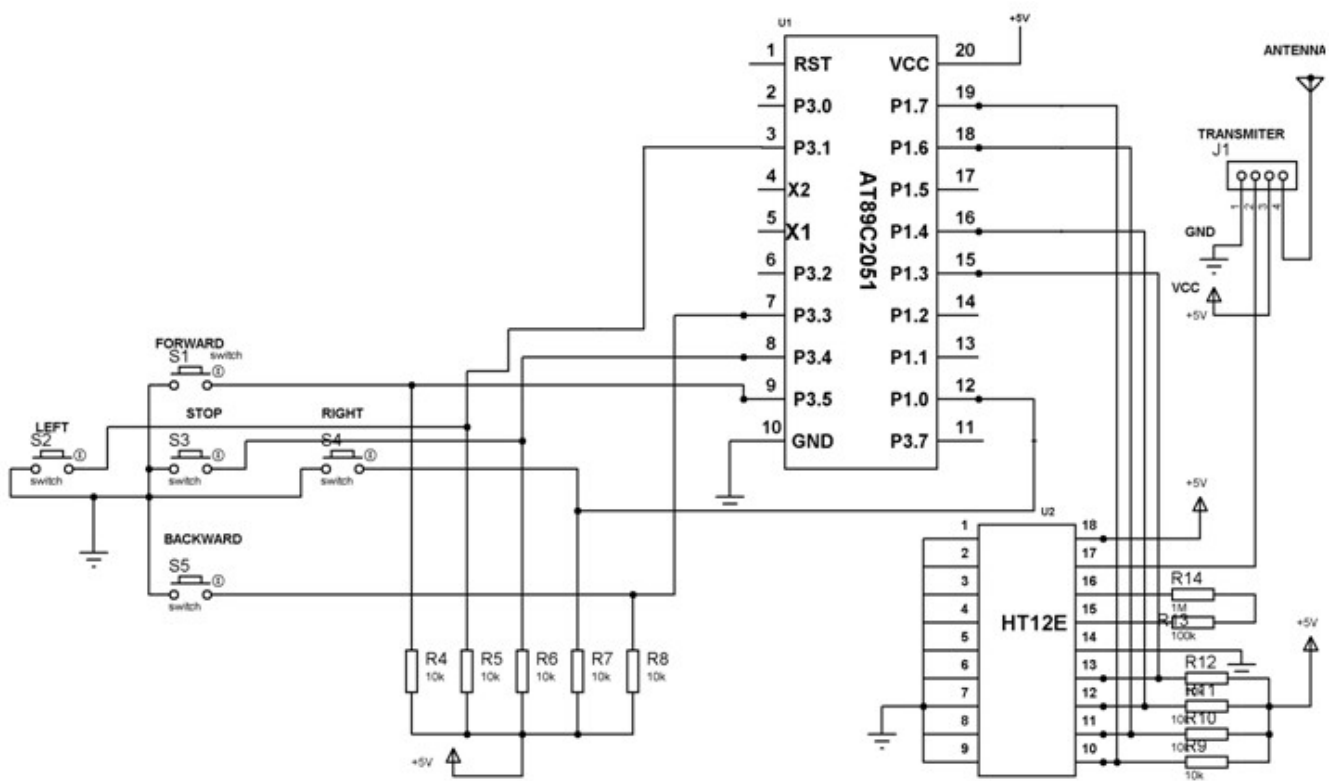 U1
+5V
1 RST VCC 20
ANTENNA
2 P3.0 P1.7 19
3 P3.1 P1.6 18
TRANSMITER
J1
4 X2 P1.5 17
AT89C2051
1 2 3 4
5 X1 P1.4 16
GND
6 P3.2 P1.3 15
VCC
+5V
7 P3.3 P1.2 14
FORWARD
S1 switch
8 P3.4 P1.1 13
9 P3.5 P1.0 12
STOP RIGHT
LEFT
S2 S3 S4
10 GND P3.7 11
switch switch switch
+5V
U2
BACKWARD
S5
switch
1 18
2 17
3 16 R14
1M
4 15 R13
100k
HT12E
+5V
5 14
6 13 R12
7 12 R11
8 11 10k R10
9 10 10k R9
10k
R4 R5 R6 R7 R8
10k 10k 10k 10k 10k
+5V